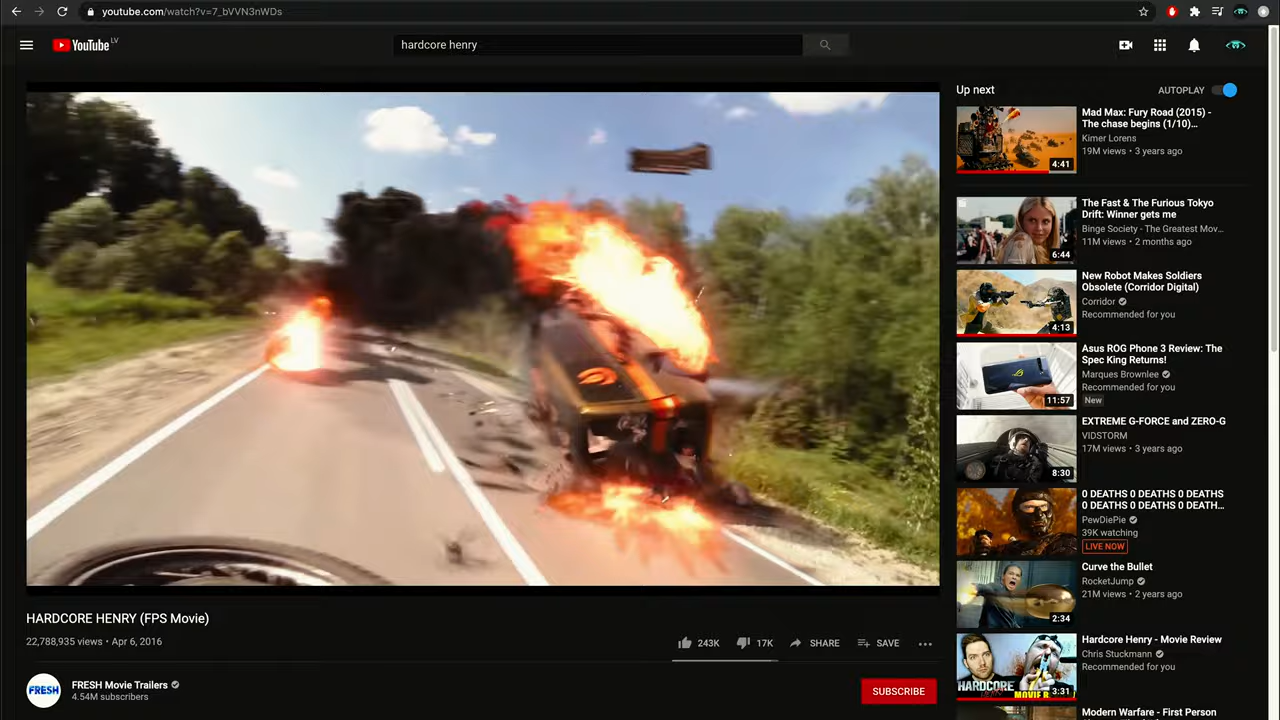 youtube.com/watch?v=7_bVVN3nWDs
YouTube LV
hardcore henry
Up next
AUTOPLAY
Mad Max: Fury Road (2015) -
The chase begins (1/10)...
Kimer Lorens
19M views • 3 years ago
4:41
The Fast & The Furious Tokyo
Drift: Winner gets me
Binge Society - The Greatest Mov...
11M views • 2 months ago
6:44
New Robot Makes Soldiers
Obsolete (Corridor Digital)
Corridor
Recommended for you
4:13
Asus ROG Phone 3 Review: The
Spec King Returns!
Marques Brownlee
Recommended for you
New
11:57
EXTREME G-FORCE and ZERO-G
VIDSTORM
17M views • 3 years ago
8:30
0 DEATHS 0 DEATHS 0 DEATHS
0 DEATHS 0 DEATHS 0 DEATH...
PewDiePie
39K watching
LIVE NOW
Curve the Bullet
RocketJump
21M views • 2 years ago
2:34
Hardcore Henry - Movie Review
Chris Stuckmann
Recommended for you
HARDCORE
HENRY
3:31
Modern Warfare - First Person
HARDCORE HENRY (FPS Movie)
22,788,935 views • Apr 6, 2016
243K
17K
SHARE
SAVE
FRESH
FRESH Movie Trailers
4.54M subscribers
SUBSCRIBE